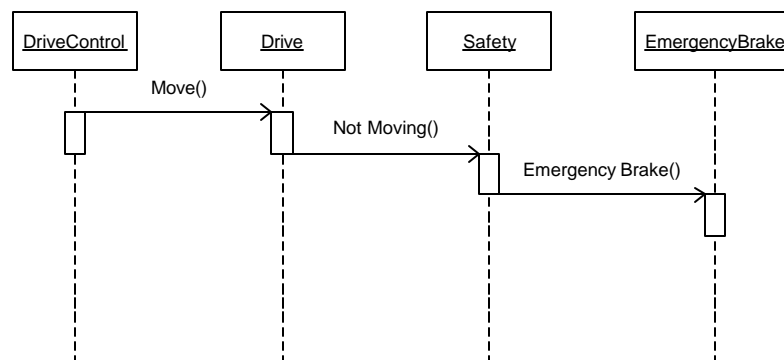 DriveControl
Drive
Safety
EmergencyBrake
Move()
Not Moving()
Emergency Brake()